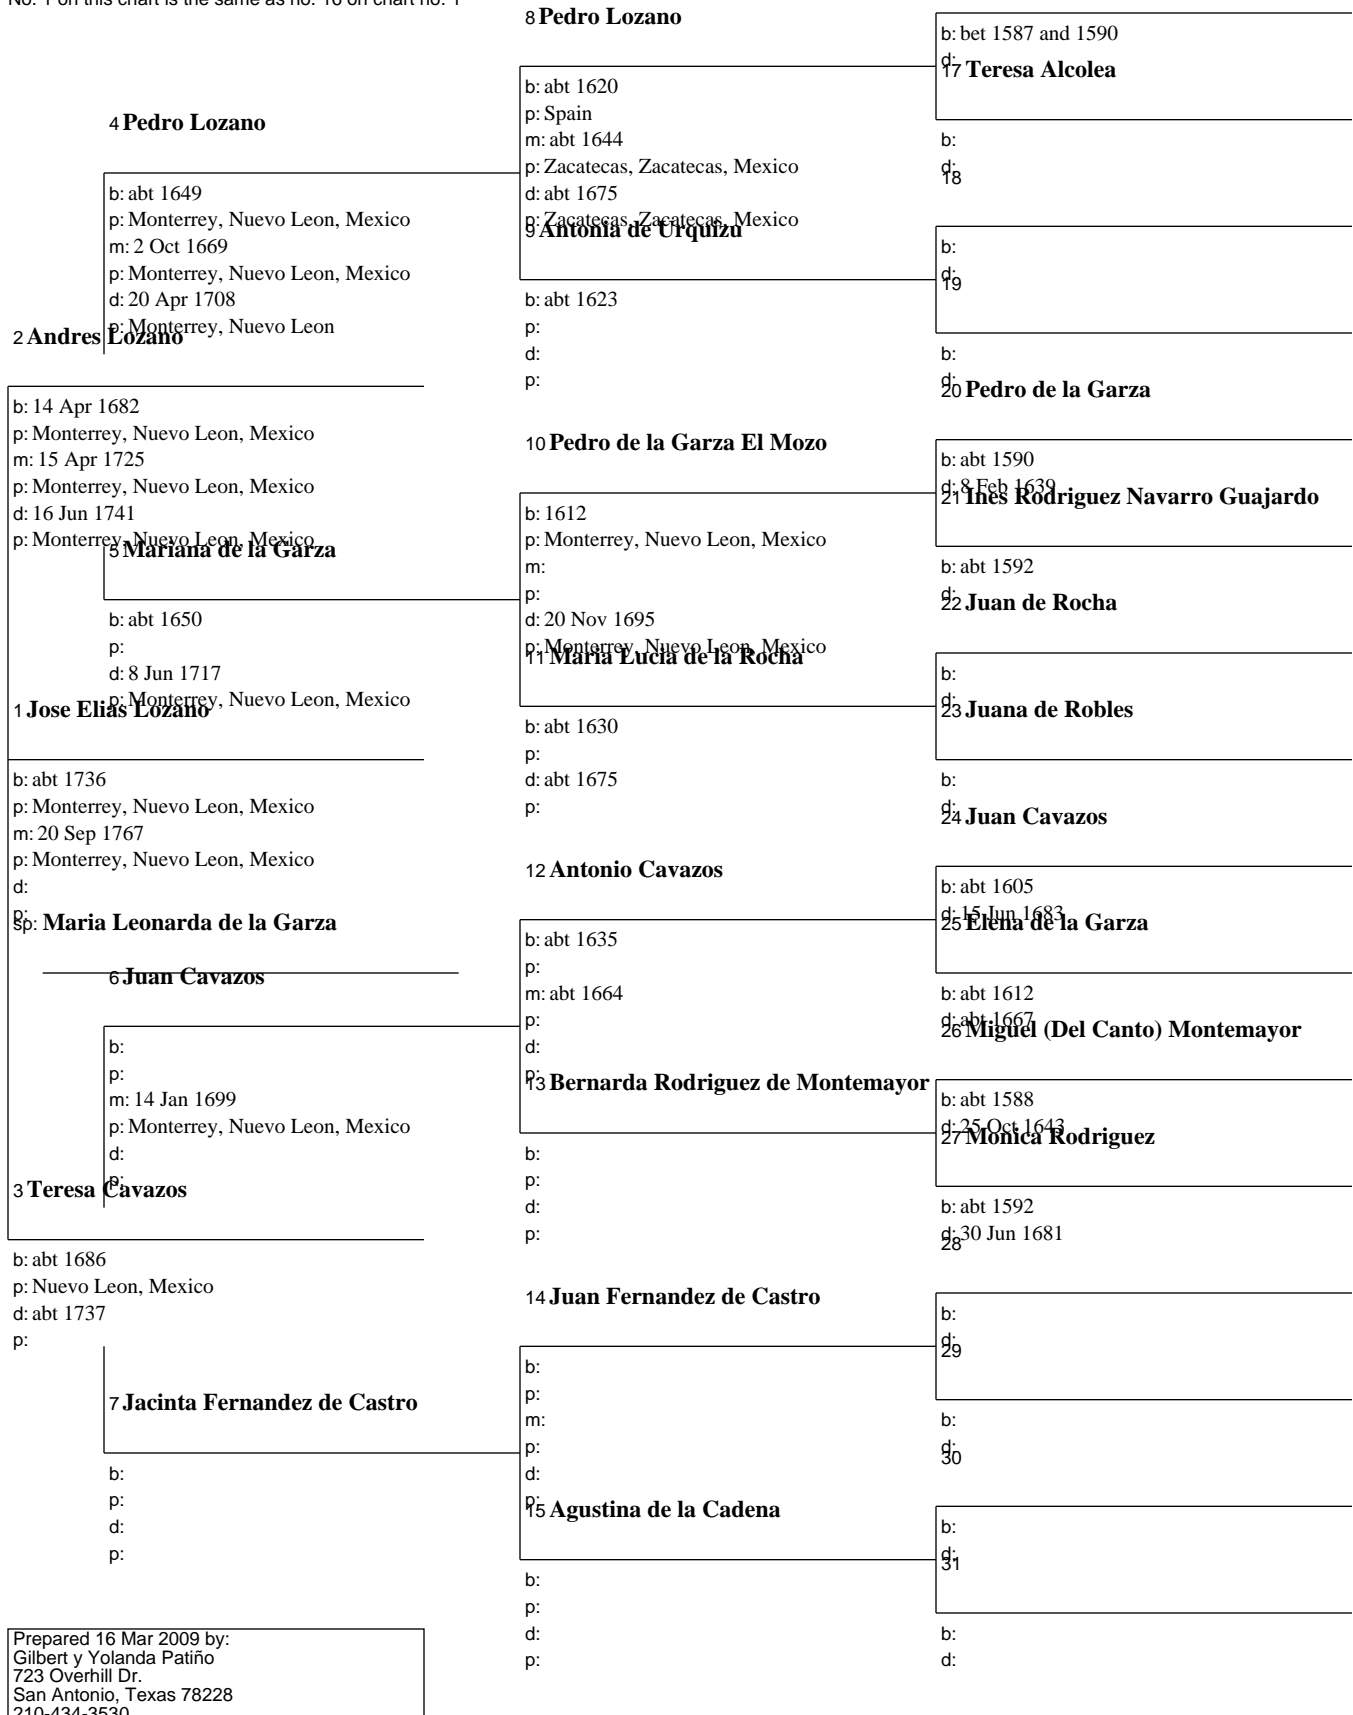 No. 1 on this chart is the same as no. 16 on chart no. 1
8 Pedro Lozano
b: abt 1620
p: Spain
m: abt 1644
p: Zacatecas, Zacatecas, Mexico
d: abt 1675
p: Zacatecas, Zacatecas, Mexico
4 Pedro Lozano
b: abt 1649
p: Monterrey, Nuevo Leon, Mexico
m: 2 Oct 1669
p: Monterrey, Nuevo Leon, Mexico
d: 20 Apr 1708
p: Monterrey, Nuevo Leon
9 Antonia de Urquizu
b: abt 1623
p:
d:
p:
2 Andres Lozano
b: 14 Apr 1682
p: Monterrey, Nuevo Leon, Mexico
m: 15 Apr 1725
p: Monterrey, Nuevo Leon, Mexico
d: 16 Jun 1741
p: Monterrey, Nuevo Leon, Mexico
10 Pedro de la Garza El Mozo
b: 1612
p: Monterrey, Nuevo Leon, Mexico
m:
p:
d: 20 Nov 1695
p: Monterrey, Nuevo Leon, Mexico
5 Mariana de la Garza
b: abt 1650
p:
d: 8 Jun 1717
p: Monterrey, Nuevo Leon, Mexico
11 Maria Lucia de la Rocha
b: abt 1630
p:
d: abt 1675
p:
1 Jose Elias Lozano
b: abt 1736
p: Monterrey, Nuevo Leon, Mexico
m: 20 Sep 1767
p: Monterrey, Nuevo Leon, Mexico
d:
p:
sp: Maria Leonarda de la Garza
12 Antonio Cavazos
b: abt 1635
p:
m: abt 1664
p:
d:
p:
6 Juan Cavazos
b:
p:
m: 14 Jan 1699
p: Monterrey, Nuevo Leon, Mexico
d:
p:
13 Bernarda Rodriguez de Montemayor
b:
p:
d:
p:
3 Teresa Cavazos
b: abt 1686
p: Nuevo Leon, Mexico
d: abt 1737
p:
14 Juan Fernandez de Castro
b:
p:
m:
p:
d:
p:
7 Jacinta Fernandez de Castro
b:
p:
d:
p:
15 Agustina de la Cadena
b:
p:
d:
p:
b: bet 1587 and 1590
d:
17 Teresa Alcolea
b:
d:
18
b:
d:
19
b:
d:
20 Pedro de la Garza
b: abt 1590
d: 8 Feb 1639
21 Ines Rodriguez Navarro Guajardo
b: abt 1592
d:
22 Juan de Rocha
b:
d:
23 Juana de Robles
b:
d:
24 Juan Cavazos
b: abt 1605
d: 15 Jun 1683
25 Elena de la Garza
b: abt 1612
d: abt 1667
26 Miguel (Del Canto) Montemayor
b: abt 1588
d: 25 Oct 1643
27 Monica Rodriguez
b: abt 1592
d: 30 Jun 1681
28
b:
d:
29
b:
d:
30
b:
d:
31
b:
d:
Prepared 16 Mar 2009 by:
Gilbert y Yolanda Patiño
723 Overhill Dr.
San Antonio, Texas 78228
210-434-3530